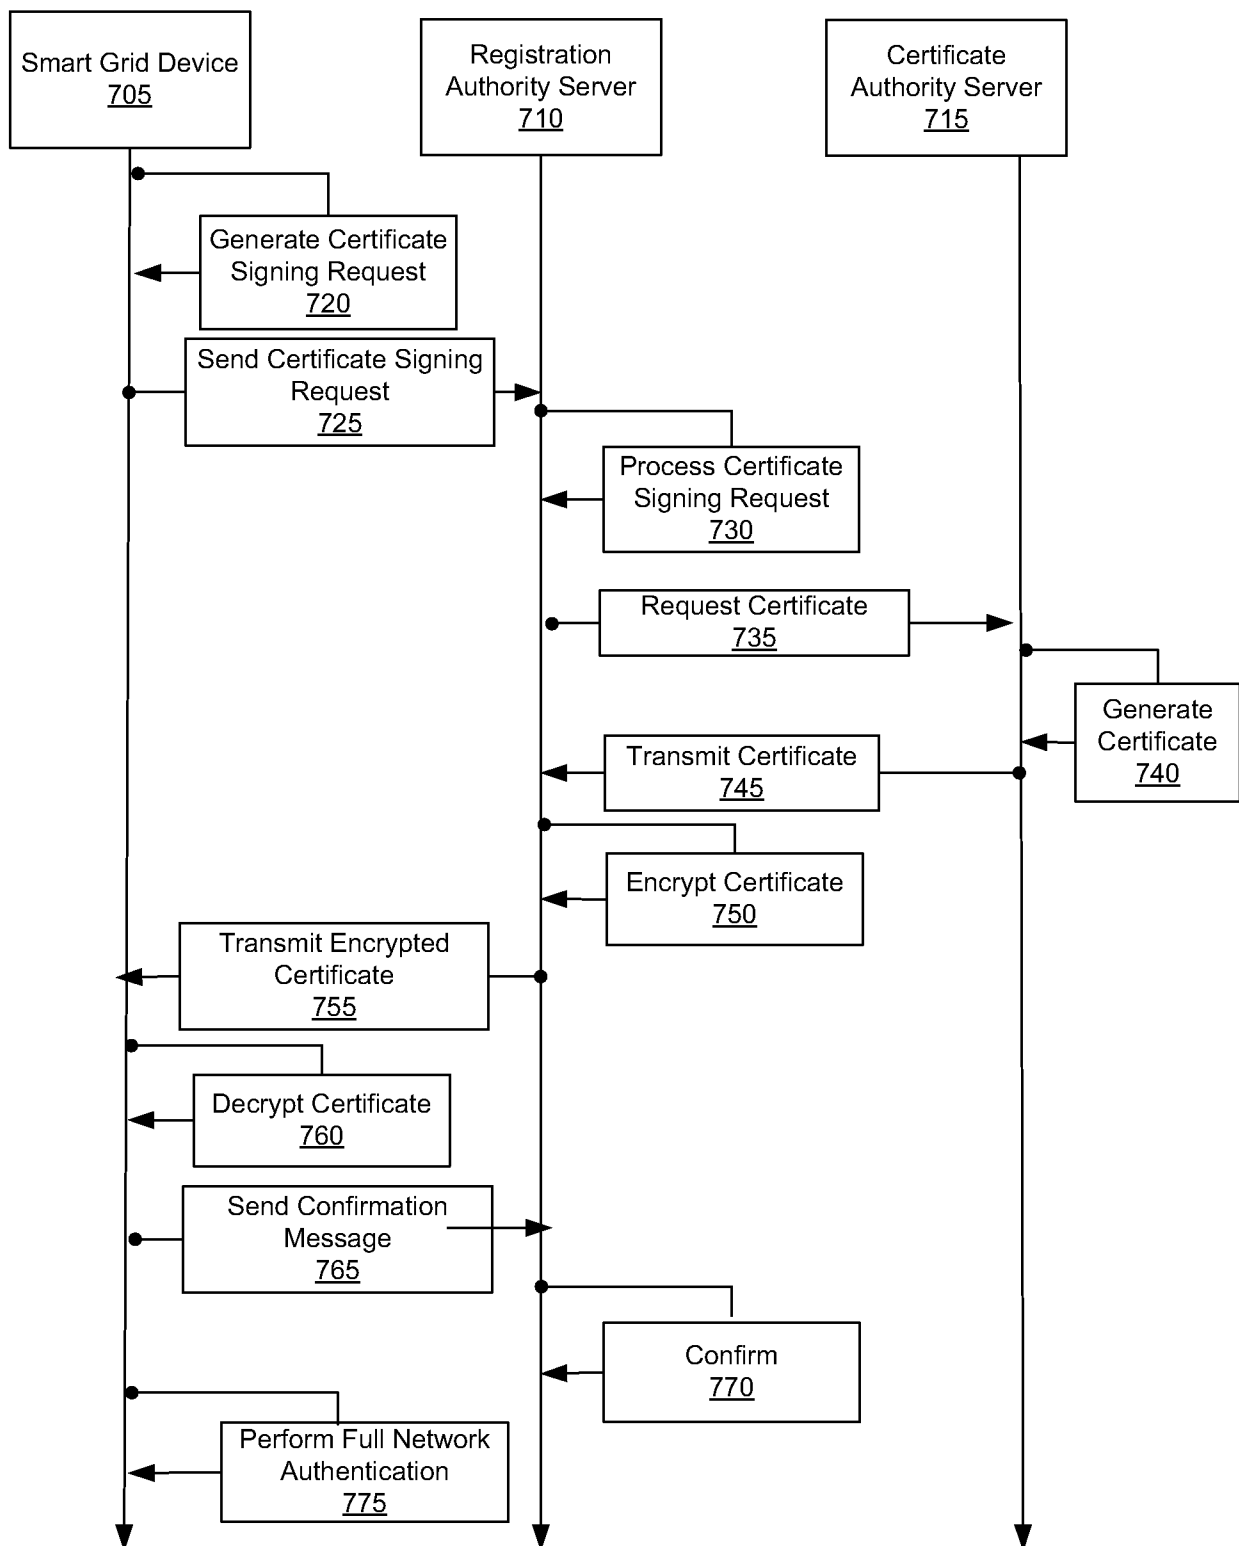 Smart Grid Device
705
Registration
Authority Server
710
Certificate
Authority Server
715
Generate Certificate
Signing Request
720
Send Certificate Signing
Request
725
Process Certificate
Signing Request
730
Request Certificate
735
Generate
Certificate
740
Transmit Certificate
745
Encrypt Certificate
750
Transmit Encrypted
Certificate
755
Decrypt Certificate
760
Send Confirmation
Message
765
Confirm
770
Perform Full Network
Authentication
775